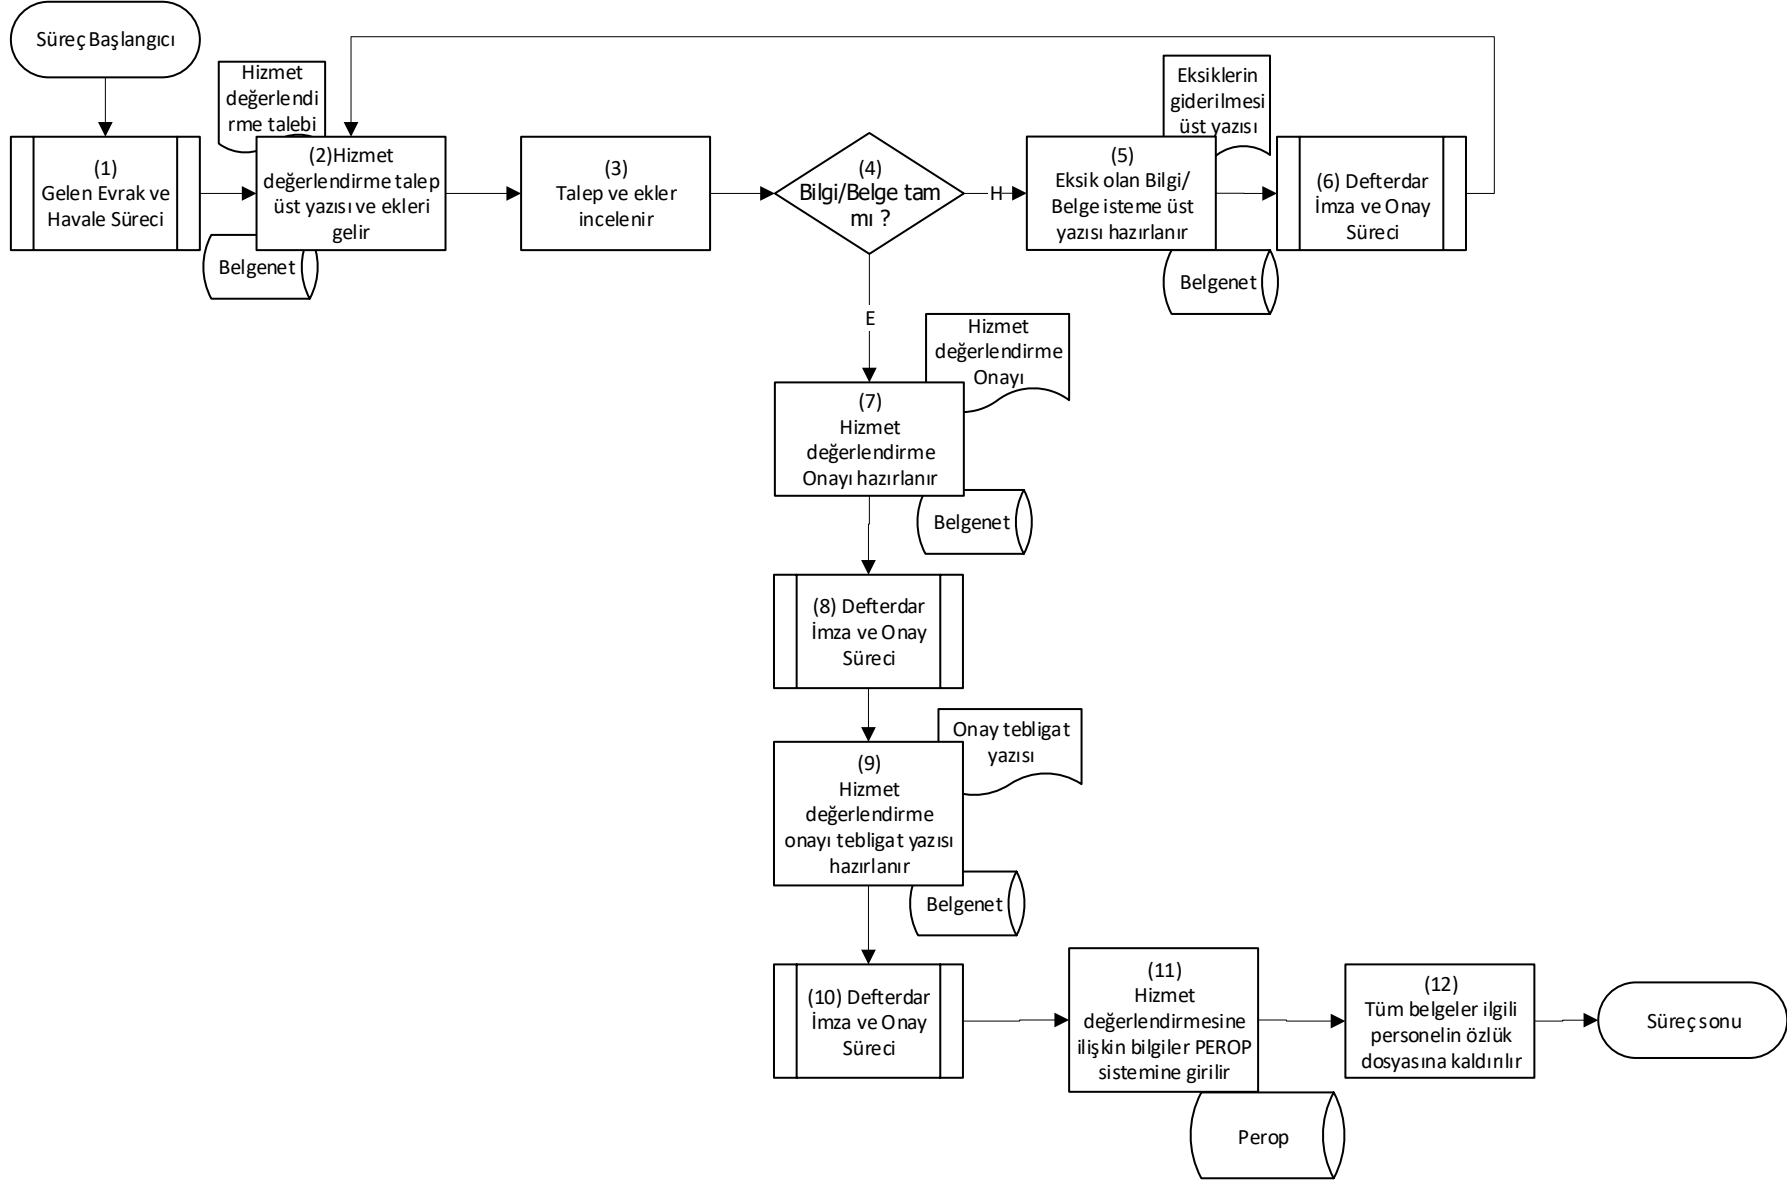 Süreç Başlangıcı
Hizmet
değerlendi
rme talebi
(1)
Gelen Evrak ve
Havale Süreci
(2)Hizmet
değerlendirme talep
üst yazısı ve ekleri
gelir
Belgenet
(3)
Talep ve ekler
incelenir
(4)
Bilgi/Belge tam
mı ?
H
E
Eksiklerin
giderilmesi
üst yazısı
(5)
Eksik olan Bilgi/
Belge isteme üst
yazısı hazırlanır
Belgenet
(6) Defterdar
İmza ve Onay
Süreci
Hizmet
değerlendirme
Onayı
(7)
Hizmet
değerlendirme
Onayı hazırlanır
Belgenet
(8) Defterdar
İmza ve Onay
Süreci
Onay tebligat
yazısı
(9)
Hizmet
değerlendirme
onayı tebligat yazısı
hazırlanır
Belgenet
(10) Defterdar
İmza ve Onay
Süreci
(11)
Hizmet
değerlendirmesine
ilişkin bilgiler PEROP
sistemine girilir
Perop
(12)
Tüm belgeler ilgili
personelin özlük
dosyasına kaldırılır
Süreç sonu